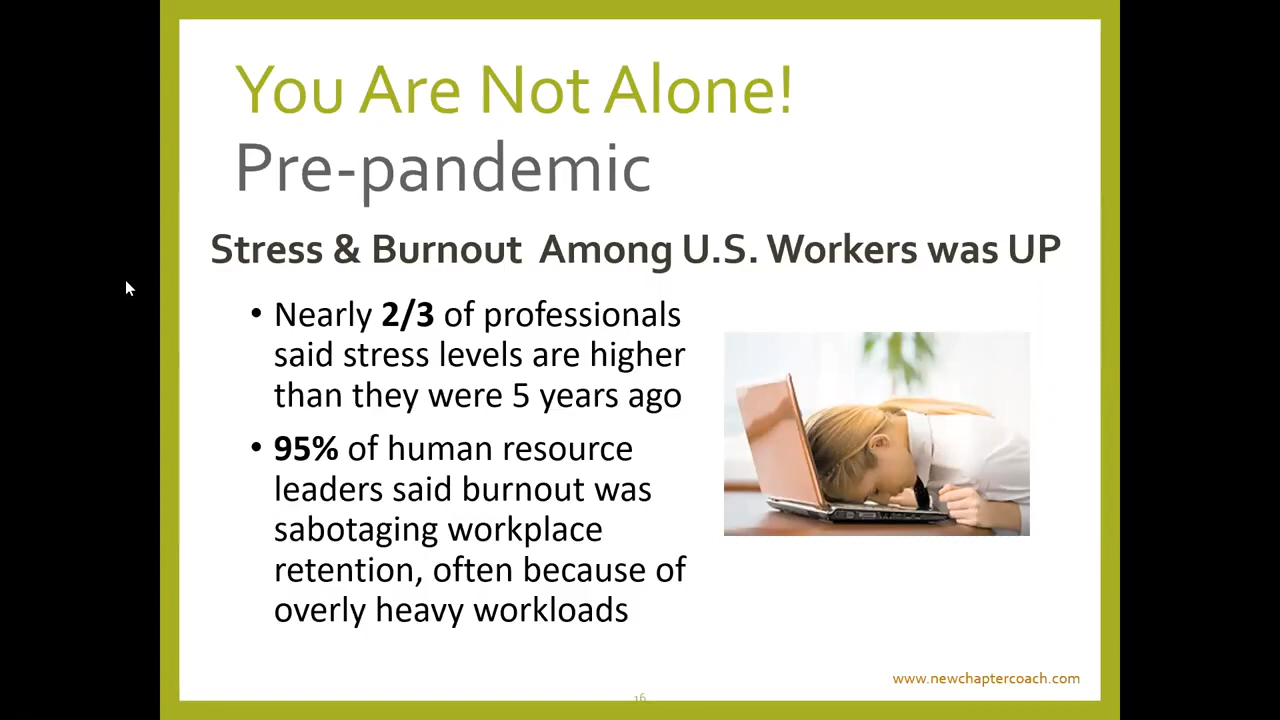 You Are Not Alone!
Pre-pandemic
Stress & Burnout Among U.S. Workers was UP
• Nearly 2/3 of professionals
said stress levels are higher
than they were 5 years ago
• 95% of human resource
leaders said burnout was
sabotaging workplace
retention, often because of
overly heavy workloads
www.newchaptercoach.com
16